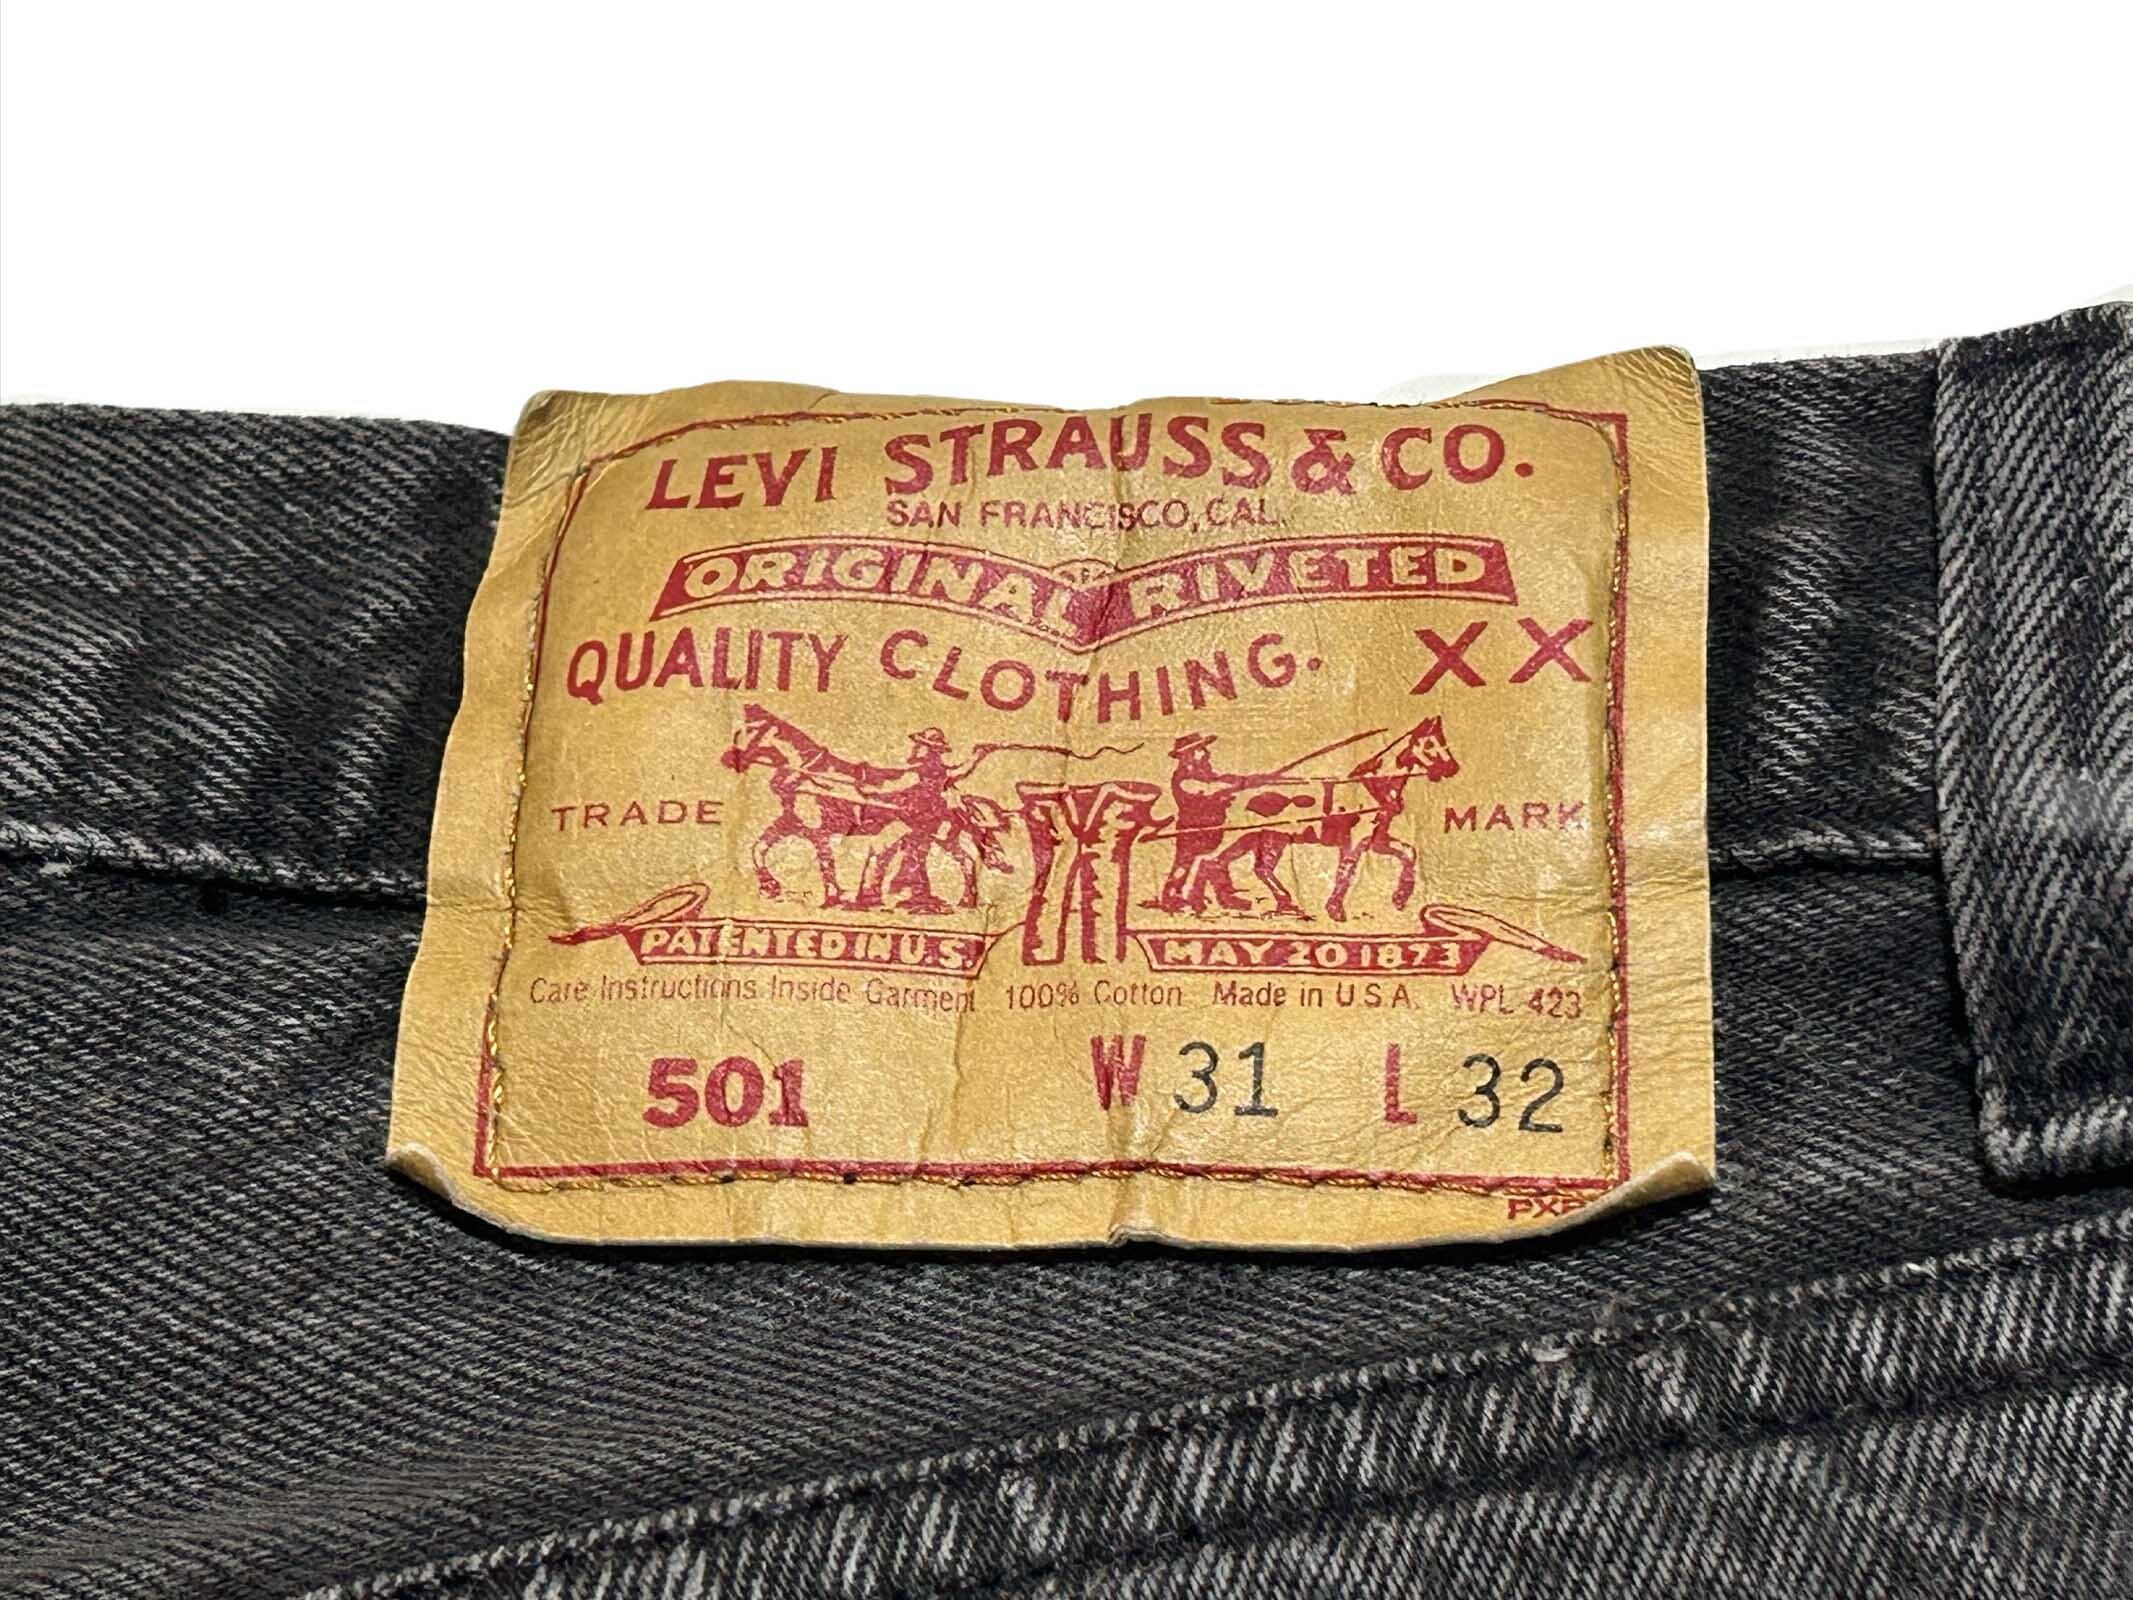 LEVI STRAUSS & CO.
SAN FRANCISCO, CAL.
ORIGINAL RIVETED
QUALITY CLOTHING. XX
TRADE MARK
PATENTED IN U.S. MAY 20 1873
Care Instructions Inside Garment 100% Cotton Made in U.S.A. WPL 423
501 W 31 L 32